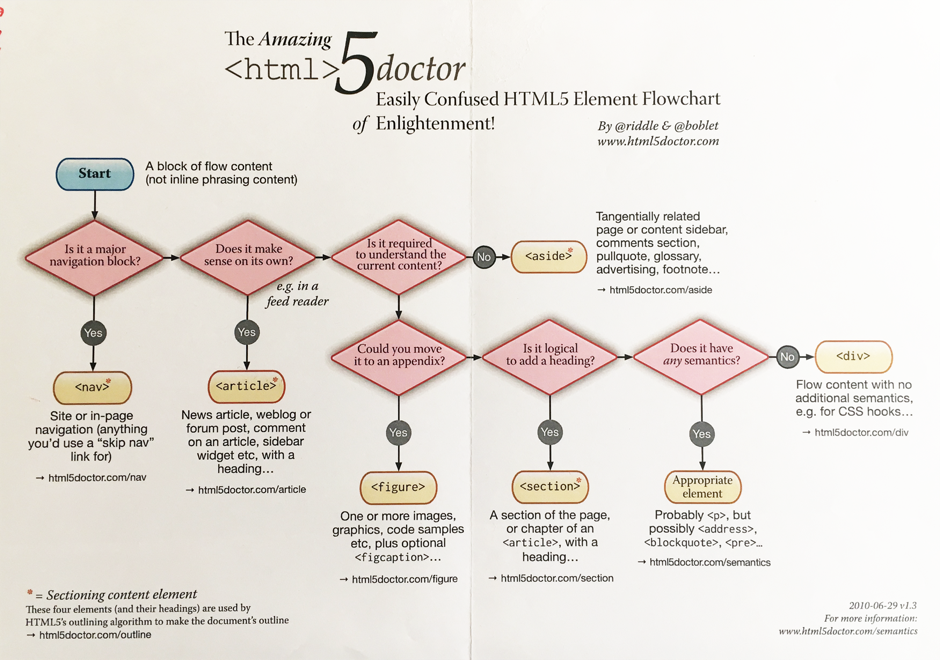 The Amazing
<html>5doctor
Easily Confused HTML5 Element Flowchart
of Enlightenment!
By @riddle & @boblet
www.html5doctor.com
Start
A block of flow content
(not inline phrasing content)
Is it a major
navigation block?
Does it make
sense on its own?
e.g. in a
feed reader
Is it required
to understand the
current content?
No
<aside>*
Tangentially related
page or content sidebar,
comments section,
pullquote, glossary,
advertising, footnote...
→ html5doctor.com/aside
Yes
<nav>*
Site or in-page
navigation (anything
you'd use a “skip nav”
link for)
→ html5doctor.com/nav
Yes
<article>*
News article, weblog or
forum post, comment
on an article, sidebar
widget etc, with a
heading...
→ html5doctor.com/article
Could you move
it to an appendix?
Is it logical
to add a heading?
Does it have
any semantics?
No
<div>
Flow content with no
additional semantics,
e.g. for CSS hooks...
→ html5doctor.com/div
Yes
<figure>
One or more images,
graphics, code samples
etc, plus optional
<figcaption>...
→ html5doctor.com/figure
Yes
<section>*
A section of the page,
or chapter of an
<article>, with a
heading...
→ html5doctor.com/section
Yes
Appropriate
element
Probably <p>, but
possibly <address>,
<blockquote>, <pre>...
→ html5doctor.com/semantics
* = Sectioning content element
These four elements (and their headings) are used by
HTML5's outlining algorithm to make the document's outline
→ html5doctor.com/outline
2010-06-29 v1.3
For more information:
www.html5doctor.com/semantics